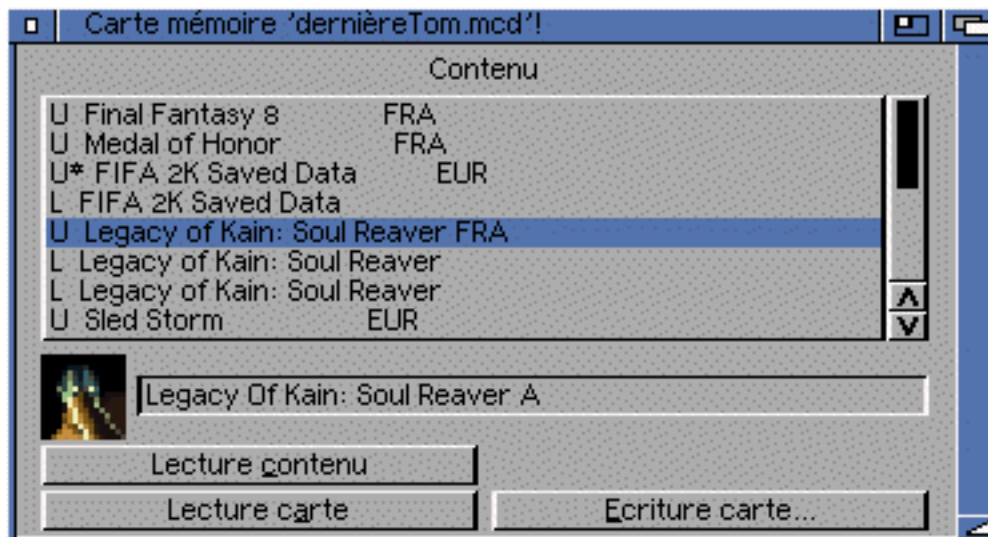 Carte mémoire 'dernièreTom.mcd'!
Contenu
U Final Fantasy 8 FRA
U Medal of Honor FRA
U* FIFA 2K Saved Data EUR
L FIFA 2K Saved Data
U Legacy of Kain: Soul Reaver FRA
L Legacy of Kain: Soul Reaver
L Legacy of Kain: Soul Reaver
U Sled Storm EUR
Legacy Of Kain: Soul Reaver A
Lecture contenu
Lecture carte Ecriture carte...